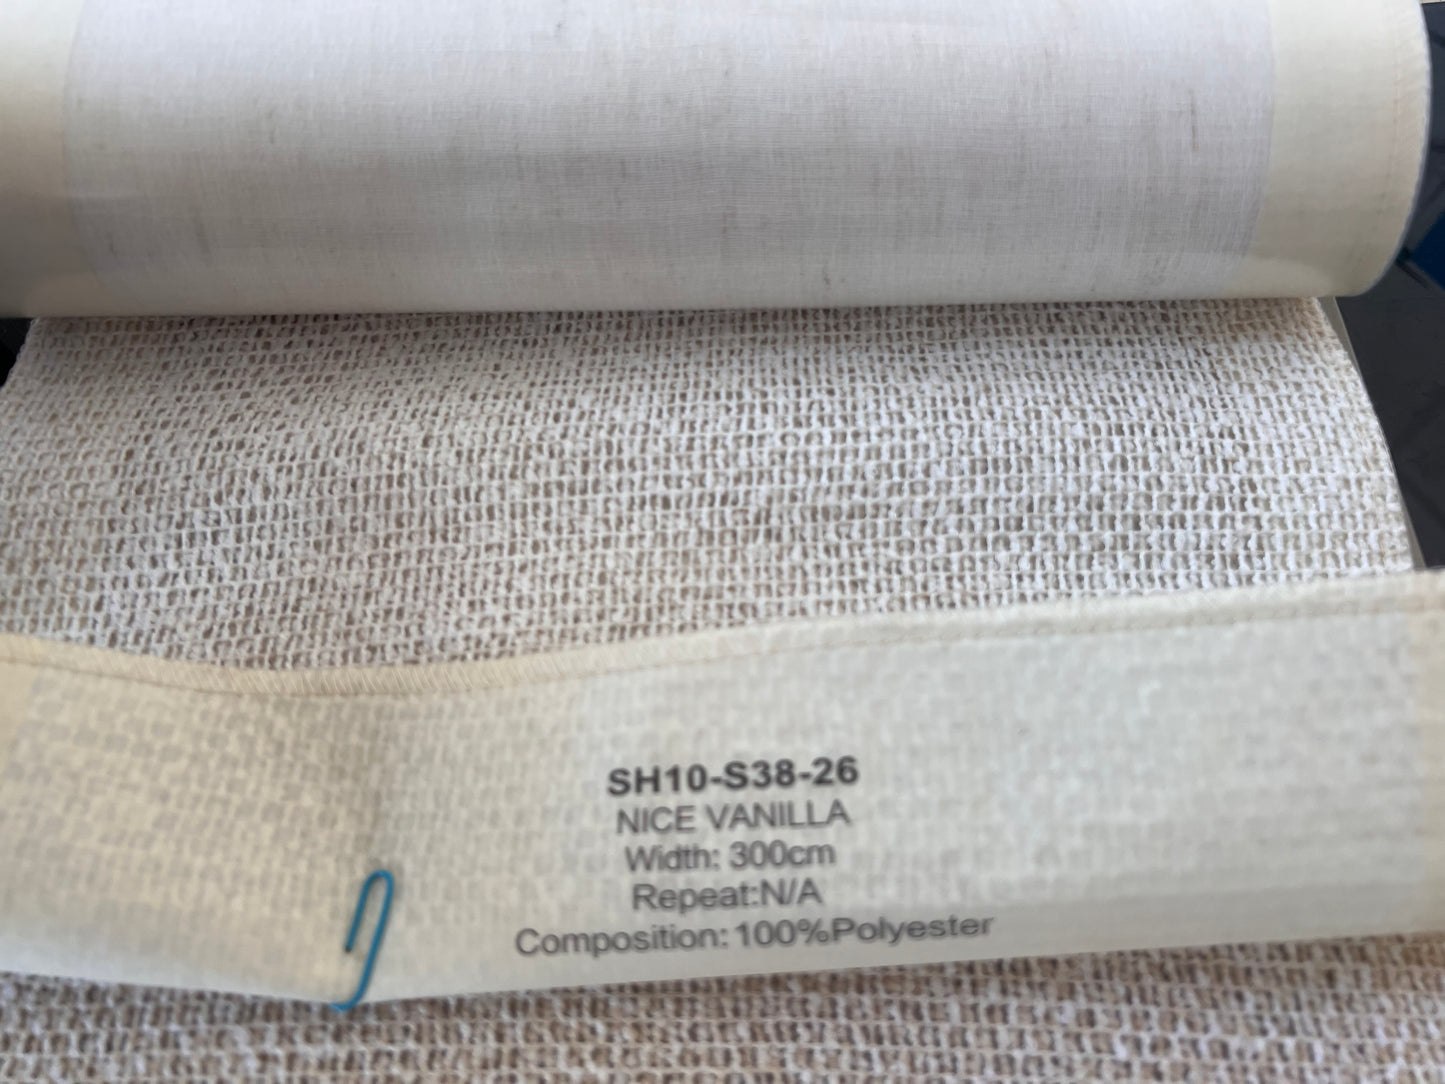 SH10-S38-26
NICE VANILLA
Width: 300cm
Repeat:N/A
Composition: 100%Polyester